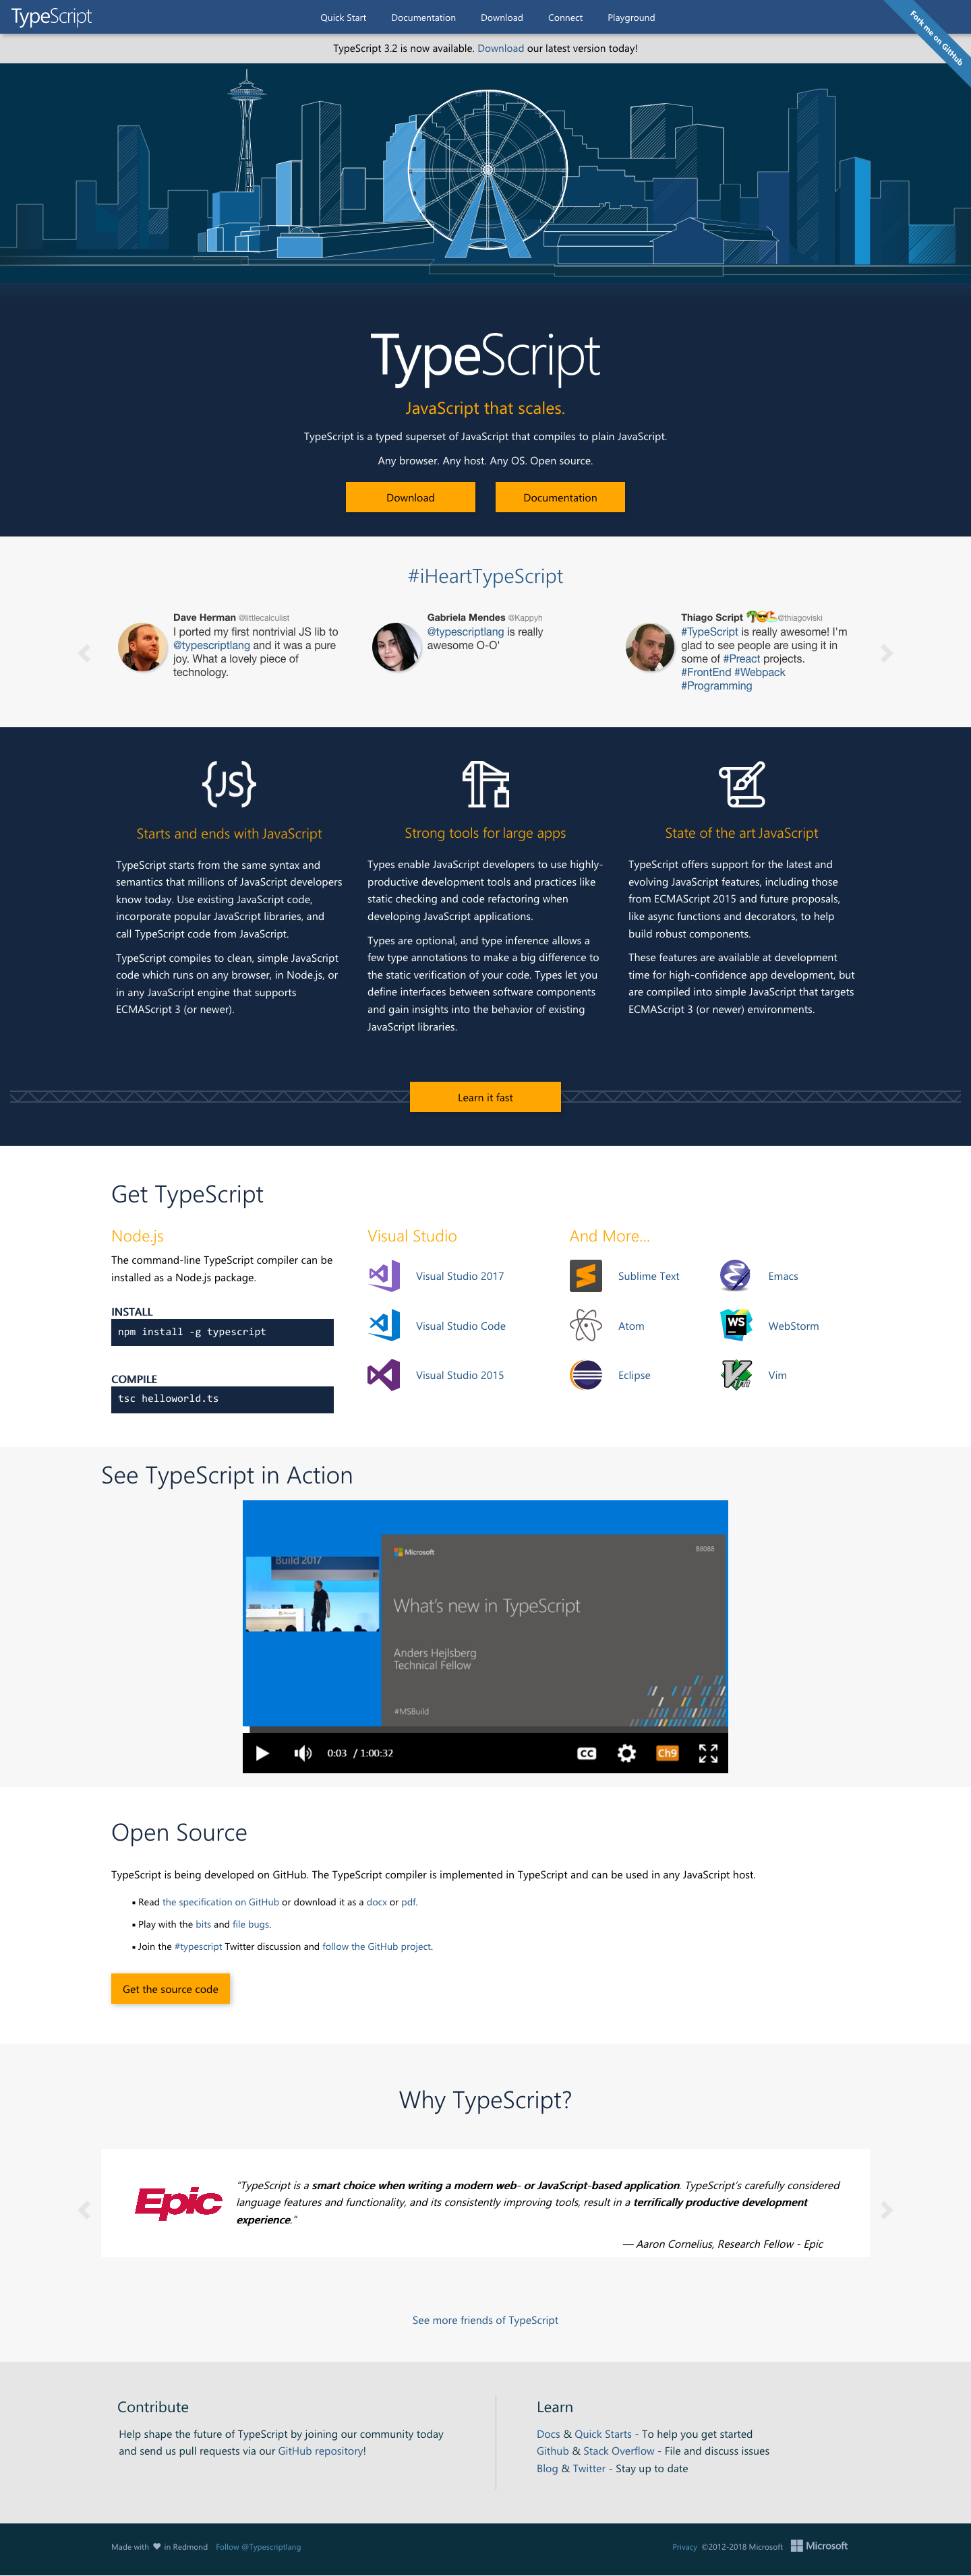 TypeScript
Quick Start Documentation Download Connect Playground
Fork me on GitHub
TypeScript 3.2 is now available. Download our latest version today!
TypeScript
JavaScript that scales.
TypeScript is a typed superset of JavaScript that compiles to plain JavaScript.
Any browser. Any host. Any OS. Open source.
Download
Documentation
#iHeartTypeScript
Dave Herman @littlecalculist
I ported my first nontrivial JS lib to
@typescriptlang and it was a pure
joy. What a lovely piece of
technology.
Gabriela Mendes @Kappyh
@typescriptlang is really
awesome O-O'
Thiago Script 🌴😎🏖@thiagoviski
#TypeScript is really awesome! I'm
glad to see people are using it in
some of #Preact projects.
#FrontEnd #Webpack
#Programming
{JS}
Starts and ends with JavaScript
TypeScript starts from the same syntax and
semantics that millions of JavaScript developers
know today. Use existing JavaScript code,
incorporate popular JavaScript libraries, and
call TypeScript code from JavaScript.
TypeScript compiles to clean, simple JavaScript
code which runs on any browser, in Node.js, or
in any JavaScript engine that supports
ECMAScript 3 (or newer).
Strong tools for large apps
Types enable JavaScript developers to use highly-
productive development tools and practices like
static checking and code refactoring when
developing JavaScript applications.
Types are optional, and type inference allows a
few type annotations to make a big difference to
the static verification of your code. Types let you
define interfaces between software components
and gain insights into the behavior of existing
JavaScript libraries.
State of the art JavaScript
TypeScript offers support for the latest and
evolving JavaScript features, including those
from ECMAScript 2015 and future proposals,
like async functions and decorators, to help
build robust components.
These features are available at development
time for high-confidence app development, but
are compiled into simple JavaScript that targets
ECMAScript 3 (or newer) environments.
Learn it fast
Get TypeScript
Node.js
The command-line TypeScript compiler can be
installed as a Node.js package.
INSTALL
npm install -g typescript
COMPILE
tsc helloworld.ts
Visual Studio
Visual Studio 2017
Visual Studio Code
Visual Studio 2015
And More...
Sublime Text
Emacs
Atom
WS
WebStorm
Eclipse
Vim
See TypeScript in Action
Build 2017
Microsoft
B8088
What's new in TypeScript
Anders Hejlsberg
Technical Fellow
#MSBuild
0:03 / 1:00:32
CC
Ch9
Open Source
TypeScript is being developed on GitHub. The TypeScript compiler is implemented in TypeScript and can be used in any JavaScript host.
▪ Read the specification on GitHub or download it as a docx or pdf.
▪ Play with the bits and file bugs.
▪ Join the #typescript Twitter discussion and follow the GitHub project.
Get the source code
Why TypeScript?
Epic
“TypeScript is a smart choice when writing a modern web- or JavaScript-based application. TypeScript’s carefully considered
language features and functionality, and its consistently improving tools, result in a terrifically productive development
experience.”
— Aaron Cornelius, Research Fellow - Epic
See more friends of TypeScript
Contribute
Help shape the future of TypeScript by joining our community today
and send us pull requests via our GitHub repository!
Learn
Docs & Quick Starts - To help you get started
Github & Stack Overflow - File and discuss issues
Blog & Twitter - Stay up to date
Made with ♥ in Redmond Follow @Typescriptlang
Privacy ©2012-2018 Microsoft Microsoft